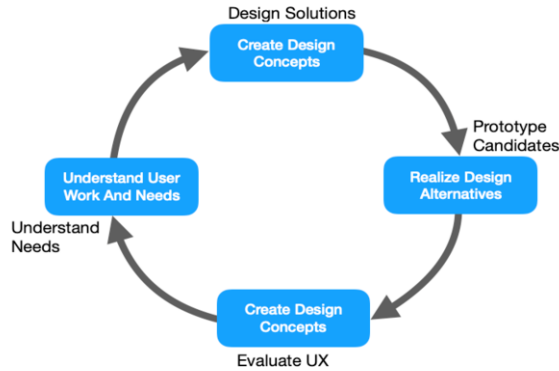 Design Solutions
Create Design
Concepts
Prototype
Candidates
Realize Design
Alternatives
Understand User
Work And Needs
Understand
Needs
Create Design
Concepts
Evaluate UX